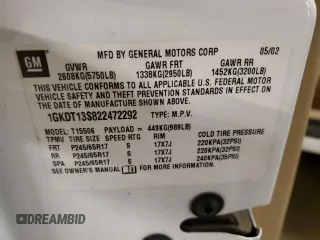 GM
MFD BY GENERAL MOTORS CORP 05/02
GVWR GAWR FRT GAWR RR
2608KG(5750LB) 1338KG(2950LB) 1452KG(3200LB)
THIS VEHICLE CONFORMS TO ALL APPLICABLE U.S. FEDERAL MOTOR
VEHICLE SAFETY AND THEFT PREVENTION STANDARDS IN EFFECT ON
THE DATE OF MANUFACTURE SHOWN ABOVE.
1GKDT13S822472292 TYPE: M.P.V.
MODEL: T15506 PAYLOAD = 449KG(989LB)
TPMV TIRE SIZE SPEED RTG RIM COLD TIRE PRESSURE
FRT P245/65R17 S 17X7J 220KPA(32PSI)
RR P245/65R17 S 17X7J 220KPA(32PSI)
SPA P245/65R17 S 17X7J 240KPA(35PSI)
SEE OWNER'S MANUAL FOR MORE INFORMATION.
DREAMBID